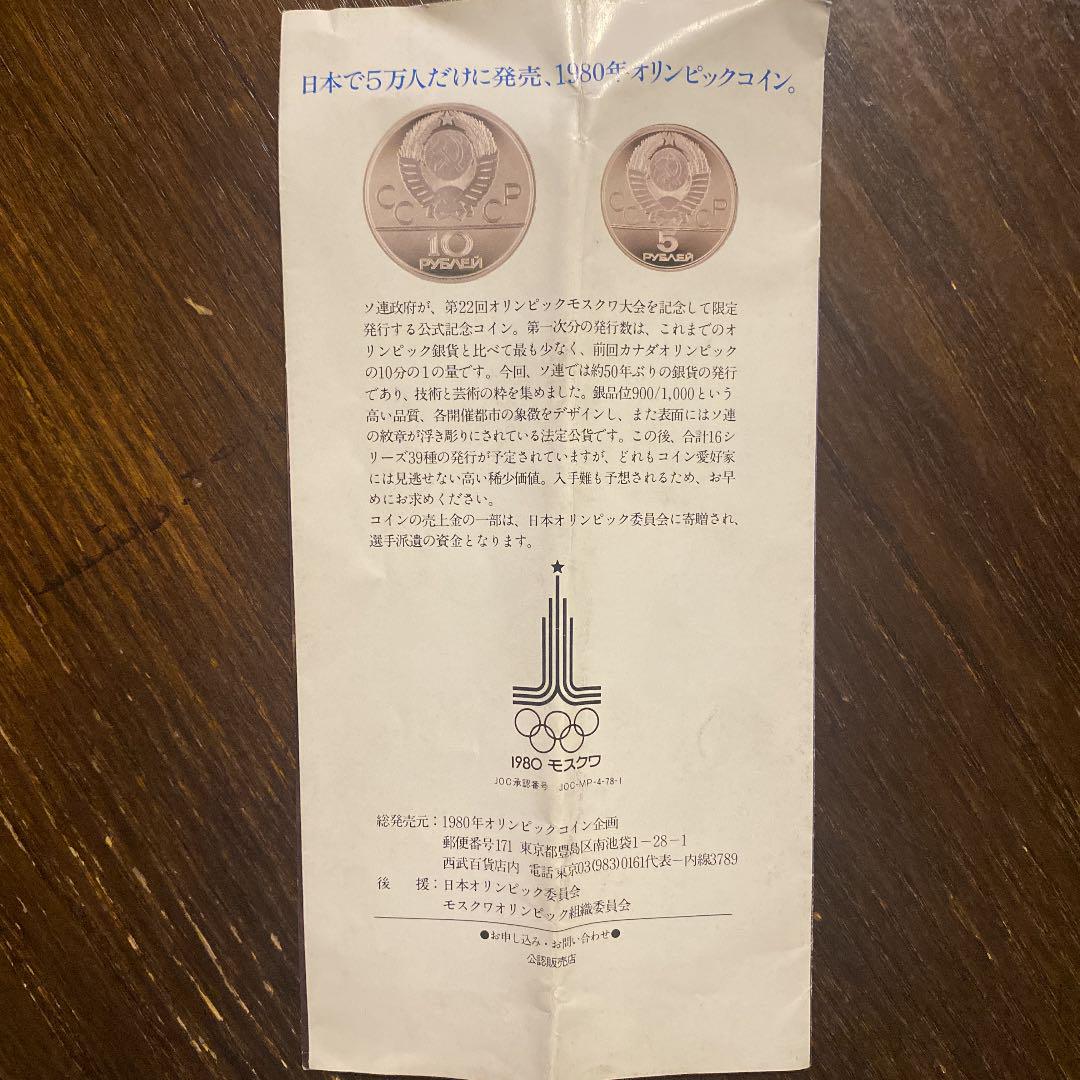 日本で5万人だけに発売、1980年オリンピックコイン。
СССР
10
РУБЛЕЙ
СССР
5
РУБЛЕЙ
ソ連政府が、第22回オリンピックモスクワ大会を記念して限定
発行する公式記念コイン。第一次分の発行数は、これまでのオ
リンピック銀貨と比べて最も少なく、前回カナダオリンピック
の10分の1の量です。今回、ソ連では約50年ぶりの銀貨の発行
であり、技術と芸術の粋を集めました。銀品位900/1,000という
高い品質、各開催都市の象徴をデザインし、また表面にはソ連
の紋章が浮き彫りにされている法定公貨です。この後、合計16シ
リーズ39種の発行が予定されていますが、どれもコイン愛好家
には見逃せない高い稀少価値。入手難も予想されるため、お早
めにお求めください。
コインの売上金の一部は、日本オリンピック委員会に寄贈され、
選手派遣の資金となります。
1980 モスクワ
JOC承認番号 JOC-MP-4-78-1
総発売元：1980年オリンピックコイン企画
郵便番号171 東京都豊島区南池袋1－28－1
西武百貨店内 電話 東京03(983)0161代表－内線3789
後 援：日本オリンピック委員会
モスクワオリンピック組織委員会
●お申し込み・お問い合わせ●
公認販売店